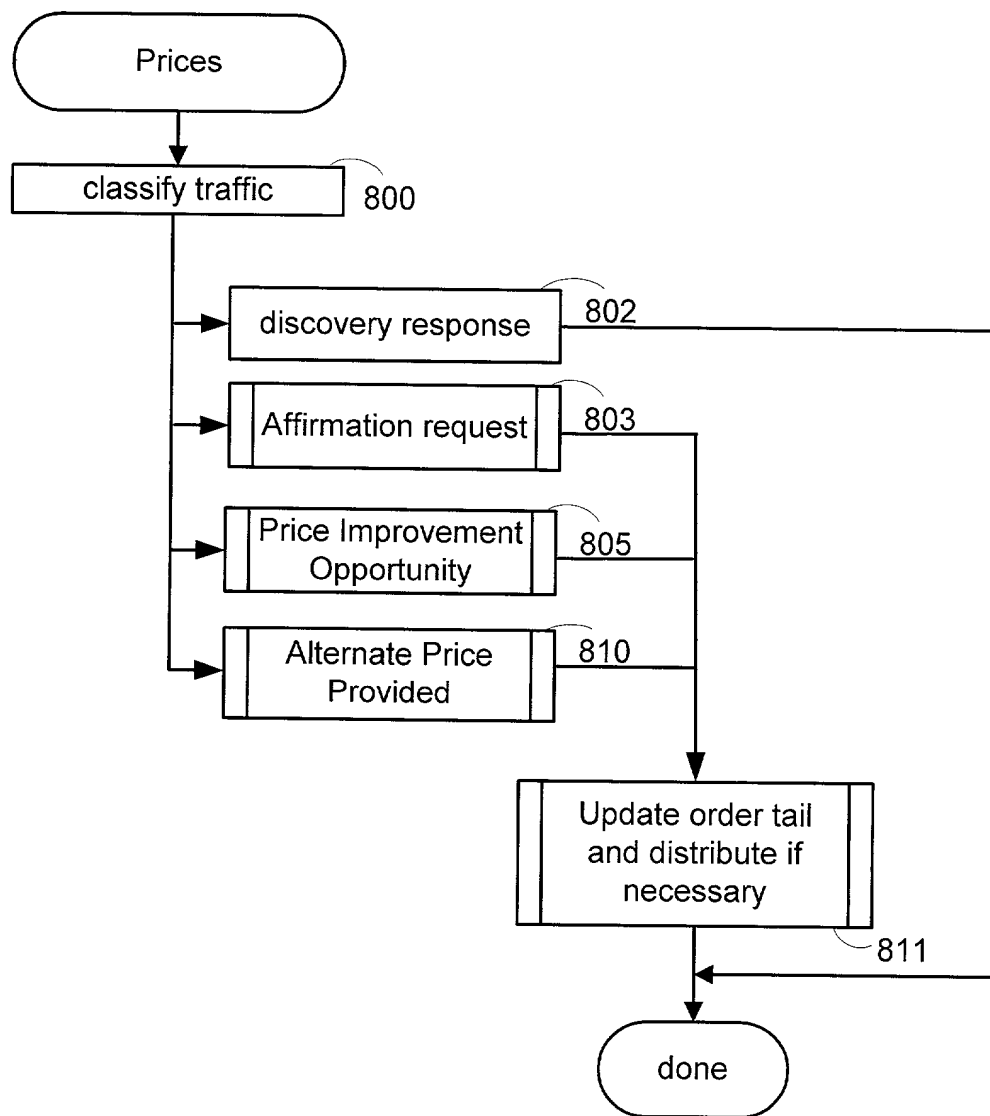 Prices
classify traffic
800
discovery response
802
Affirmation request
803
Price Improvement
Opportunity
805
Alternate Price
Provided
810
Update order tail
and distribute if
necessary
811
done